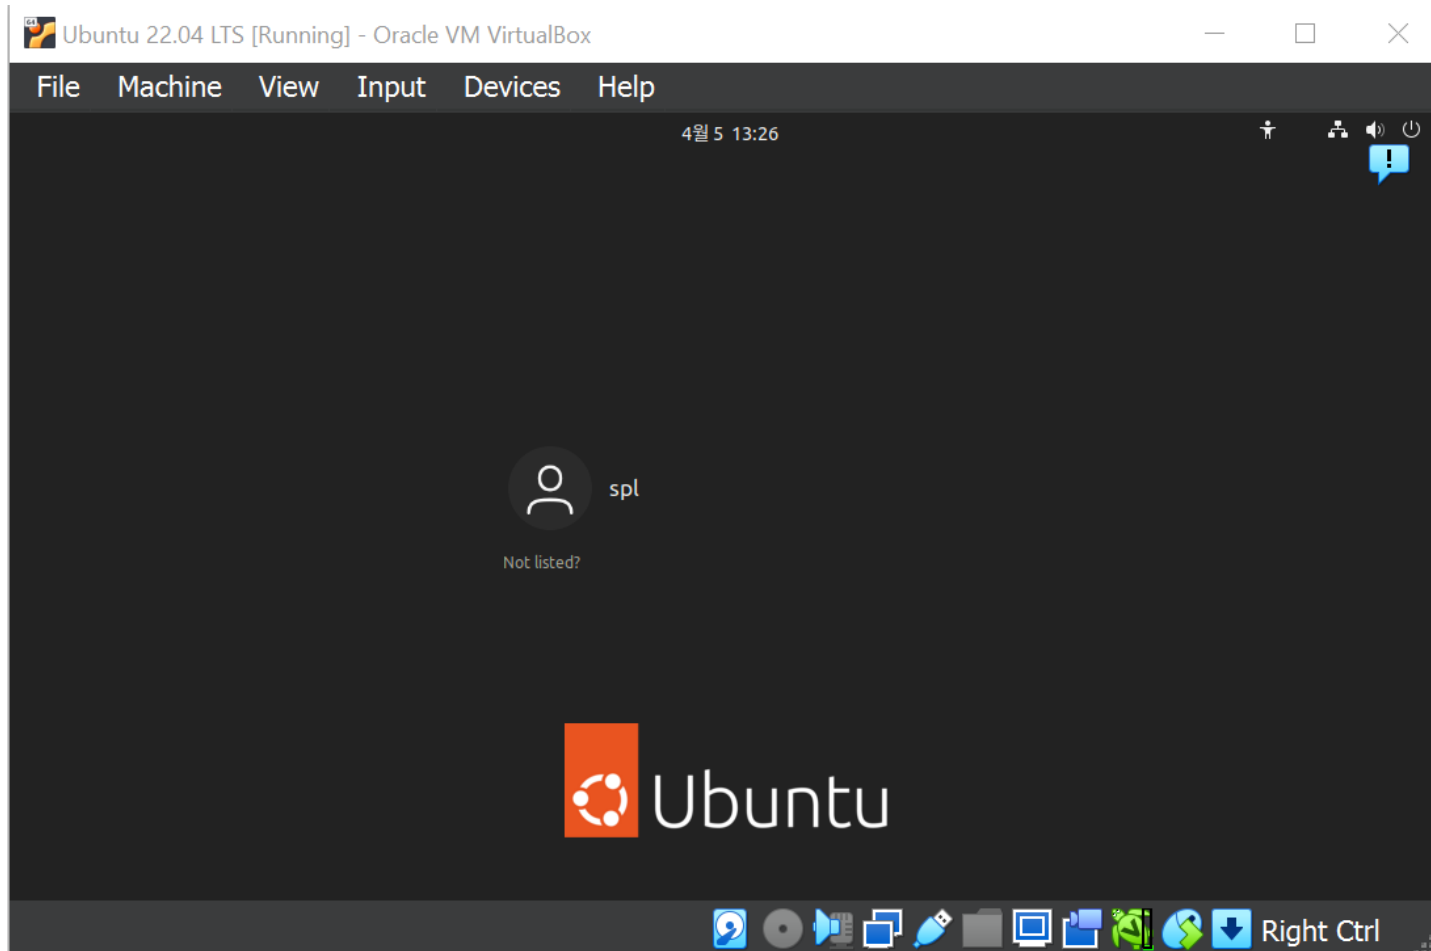 Ubuntu 22.04 LTS [Running] - Oracle VM VirtualBox
File Machine View Input Devices Help
4월 5 13:26
spl
Not listed?
Ubuntu
Right Ctrl